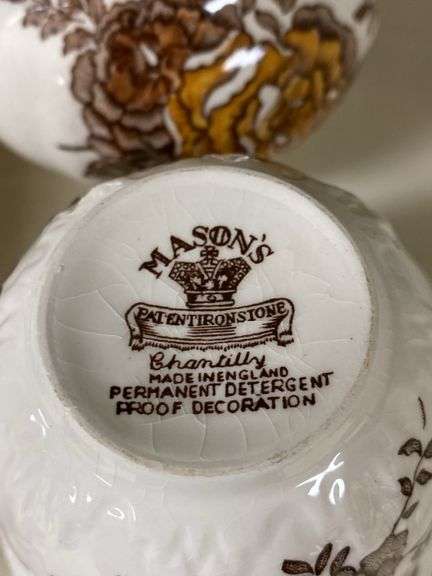 MASON'S
PATENT IRONSTONE
Chantilly
MADE IN ENGLAND
PERMANENT DETERGENT
PROOF DECORATION